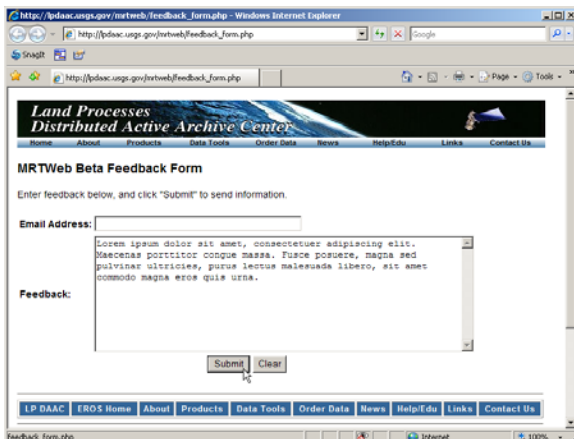 http://lpdaac.usgs.gov/mrtweb/feedback_form.php - Windows Internet Explorer
http://lpdaac.usgs.gov/mrtweb/feedback_form.php
Google
SnagIt
http://lpdaac.usgs.gov/mrtweb/feedback_form.php
Page
Tools
Land Processes
Distributed Active Archive Center
Home About Products Data Tools Order Data News Help/Edu Links Contact Us
MRTWeb Beta Feedback Form
Enter feedback below, and click "Submit" to send information.
Email Address:
Lorem ipsum dolor sit amet, consectetuer adipiscing elit.
Maecenas porttitor congue massa. Fusce posuere, magna sed
pulvinar ultricies, purus lectus malesuada libero, sit amet
commodo magna eros quis urna.
Feedback:
Submit Clear
LP DAAC EROS Home About Products Data Tools Order Data News Help/Edu Links Contact Us
feedback_form.php Internet 100%